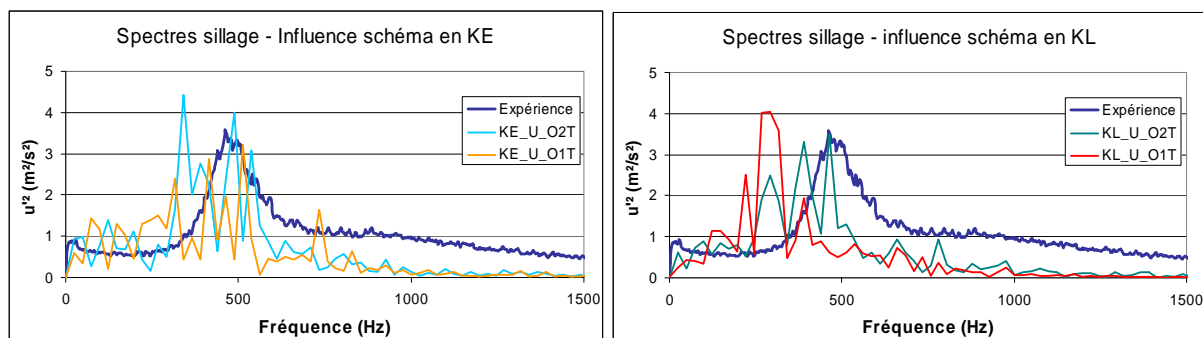 Spectres sillage - Influence schéma en KE
u'² (m²/s²)
5
4
3
2
1
0
Expérience
KE_U_O2T
KE_U_O1T
0 500 1000 1500
Fréquence (Hz)
Spectres sillage - influence schéma en KL
u'² (m²/s²)
5
4
3
2
1
0
Expérience
KL_U_O2T
KL_U_O1T
0 500 1000 1500
Fréquence (Hz)